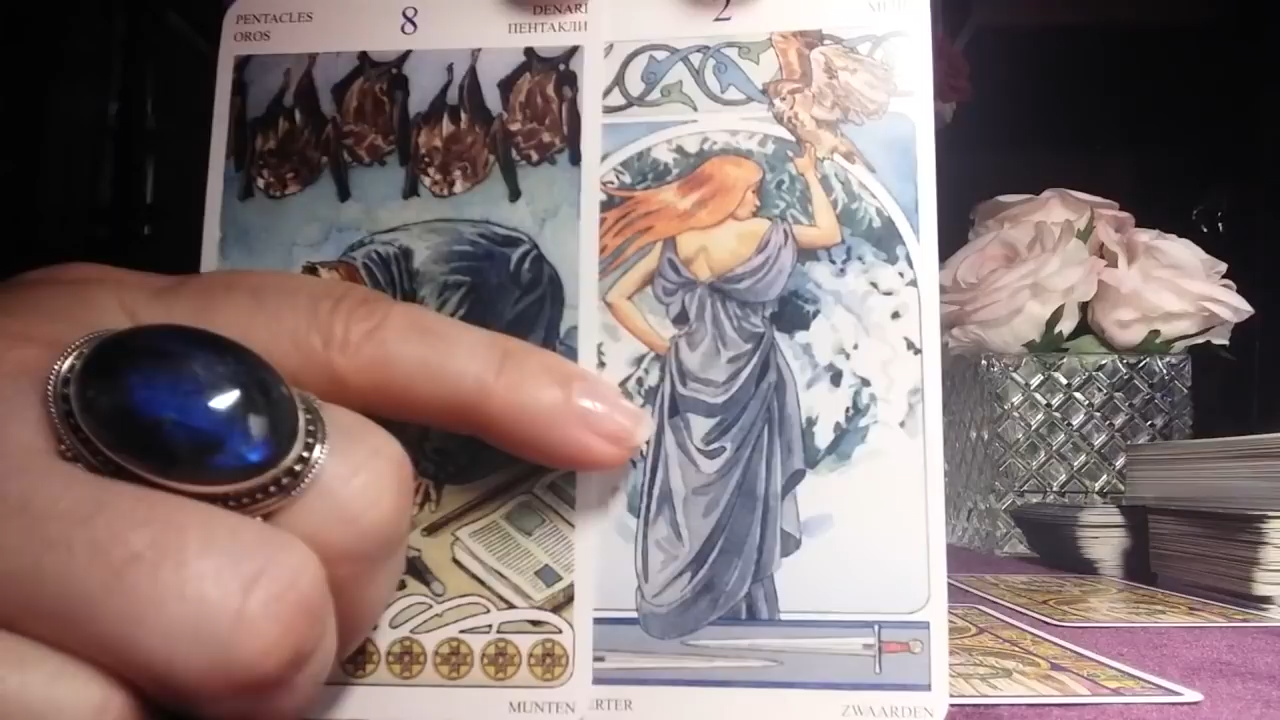 PENTACLES
OROS
8
DENARI
ПЕНТАКЛИ
2
MUNTEN
ERTER
ZWAARDEN